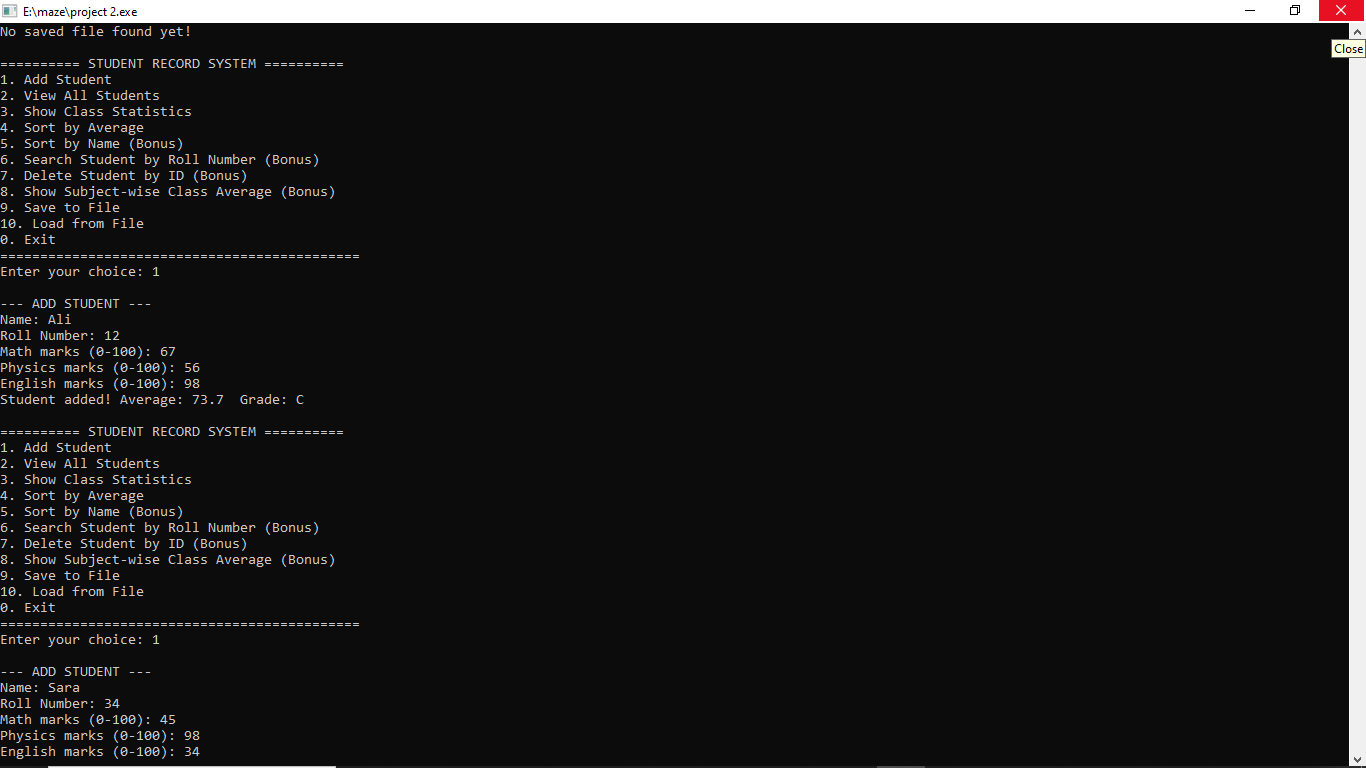 E:\maze\project 2.exe
No saved file found yet!
Close
========== STUDENT RECORD SYSTEM ==========
1. Add Student
2. View All Students
3. Show Class Statistics
4. Sort by Average
5. Sort by Name (Bonus)
6. Search Student by Roll Number (Bonus)
7. Delete Student by ID (Bonus)
8. Show Subject-wise Class Average (Bonus)
9. Save to File
10. Load from File
0. Exit
=============================================
Enter your choice: 1
--- ADD STUDENT ---
Name: Ali
Roll Number: 12
Math marks (0-100): 67
Physics marks (0-100): 56
English marks (0-100): 98
Student added! Average: 73.7  Grade: C
========== STUDENT RECORD SYSTEM ==========
1. Add Student
2. View All Students
3. Show Class Statistics
4. Sort by Average
5. Sort by Name (Bonus)
6. Search Student by Roll Number (Bonus)
7. Delete Student by ID (Bonus)
8. Show Subject-wise Class Average (Bonus)
9. Save to File
10. Load from File
0. Exit
=============================================
Enter your choice: 1
--- ADD STUDENT ---
Name: Sara
Roll Number: 34
Math marks (0-100): 45
Physics marks (0-100): 98
English marks (0-100): 34